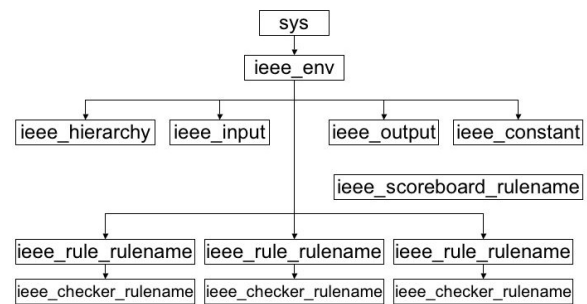 sys
ieee_env
ieee_hierarchy ieee_input ieee_output ieee_constant
ieee_scoreboard_rulename
ieee_rule_rulename ieee_rule_rulename ieee_rule_rulename
ieee_checker_rulename ieee_checker_rulename ieee_checker_rulename